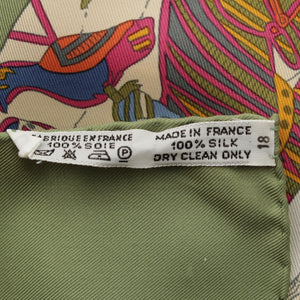 FABRIQUE EN FRANCE
100% SOIE
P
MADE IN FRANCE
100% SILK
DRY CLEAN ONLY
18